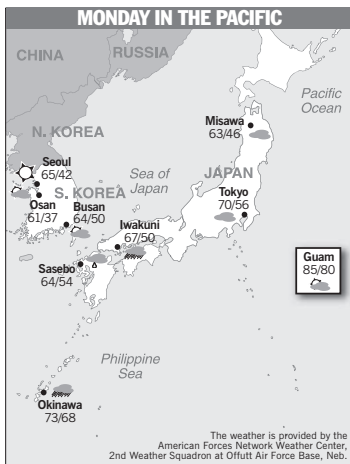 MONDAY IN THE PACIFIC
CHINA
RUSSIA
Pacific
Ocean
Misawa
63/46
N. KOREA
Seoul
65/42
Sea of
Japan
JAPAN
S. KOREA
Osan
61/37
Busan
64/50
Tokyo
70/56
Iwakuni
67/50
Guam
85/80
Sasebo
64/54
Philippine
Sea
Okinawa
73/68
The weather is provided by the
American Forces Network Weather Center,
2nd Weather Squadron at Offutt Air Force Base, Neb.